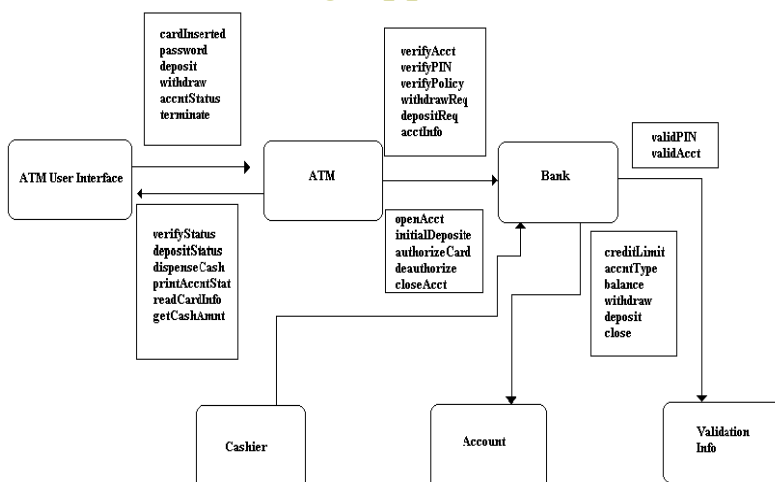 cardInserted
password
deposit
withdraw
accntStatus
terminate
verifyAcct
verifyPIN
verifyPolicy
withdrawReq
depositReq
acctInfo
validPIN
validAcct
ATM User Interface
ATM
Bank
verifyStatus
depositStatus
dispenseCash
printAccntStat
readCardInfo
getCashAmnt
openAcct
initialDeposite
authorizeCard
deauthorize
closeAcct
creditLimit
accntType
balance
withdraw
deposit
close
Cashier
Account
Validation
Info